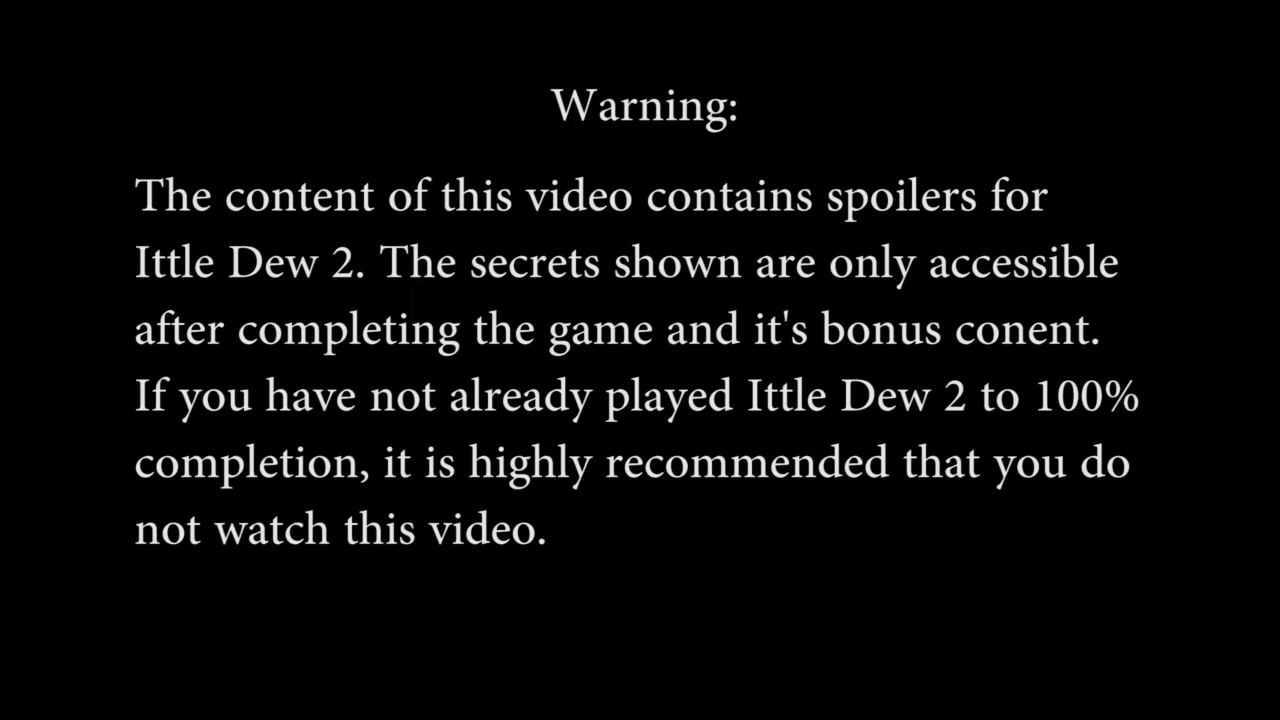 Warning:
The content of this video contains spoilers for
Ittle Dew 2. The secrets shown are only accessible
after completing the game and it's bonus conent.
If you have not already played Ittle Dew 2 to 100%
completion, it is highly recommended that you do
not watch this video.